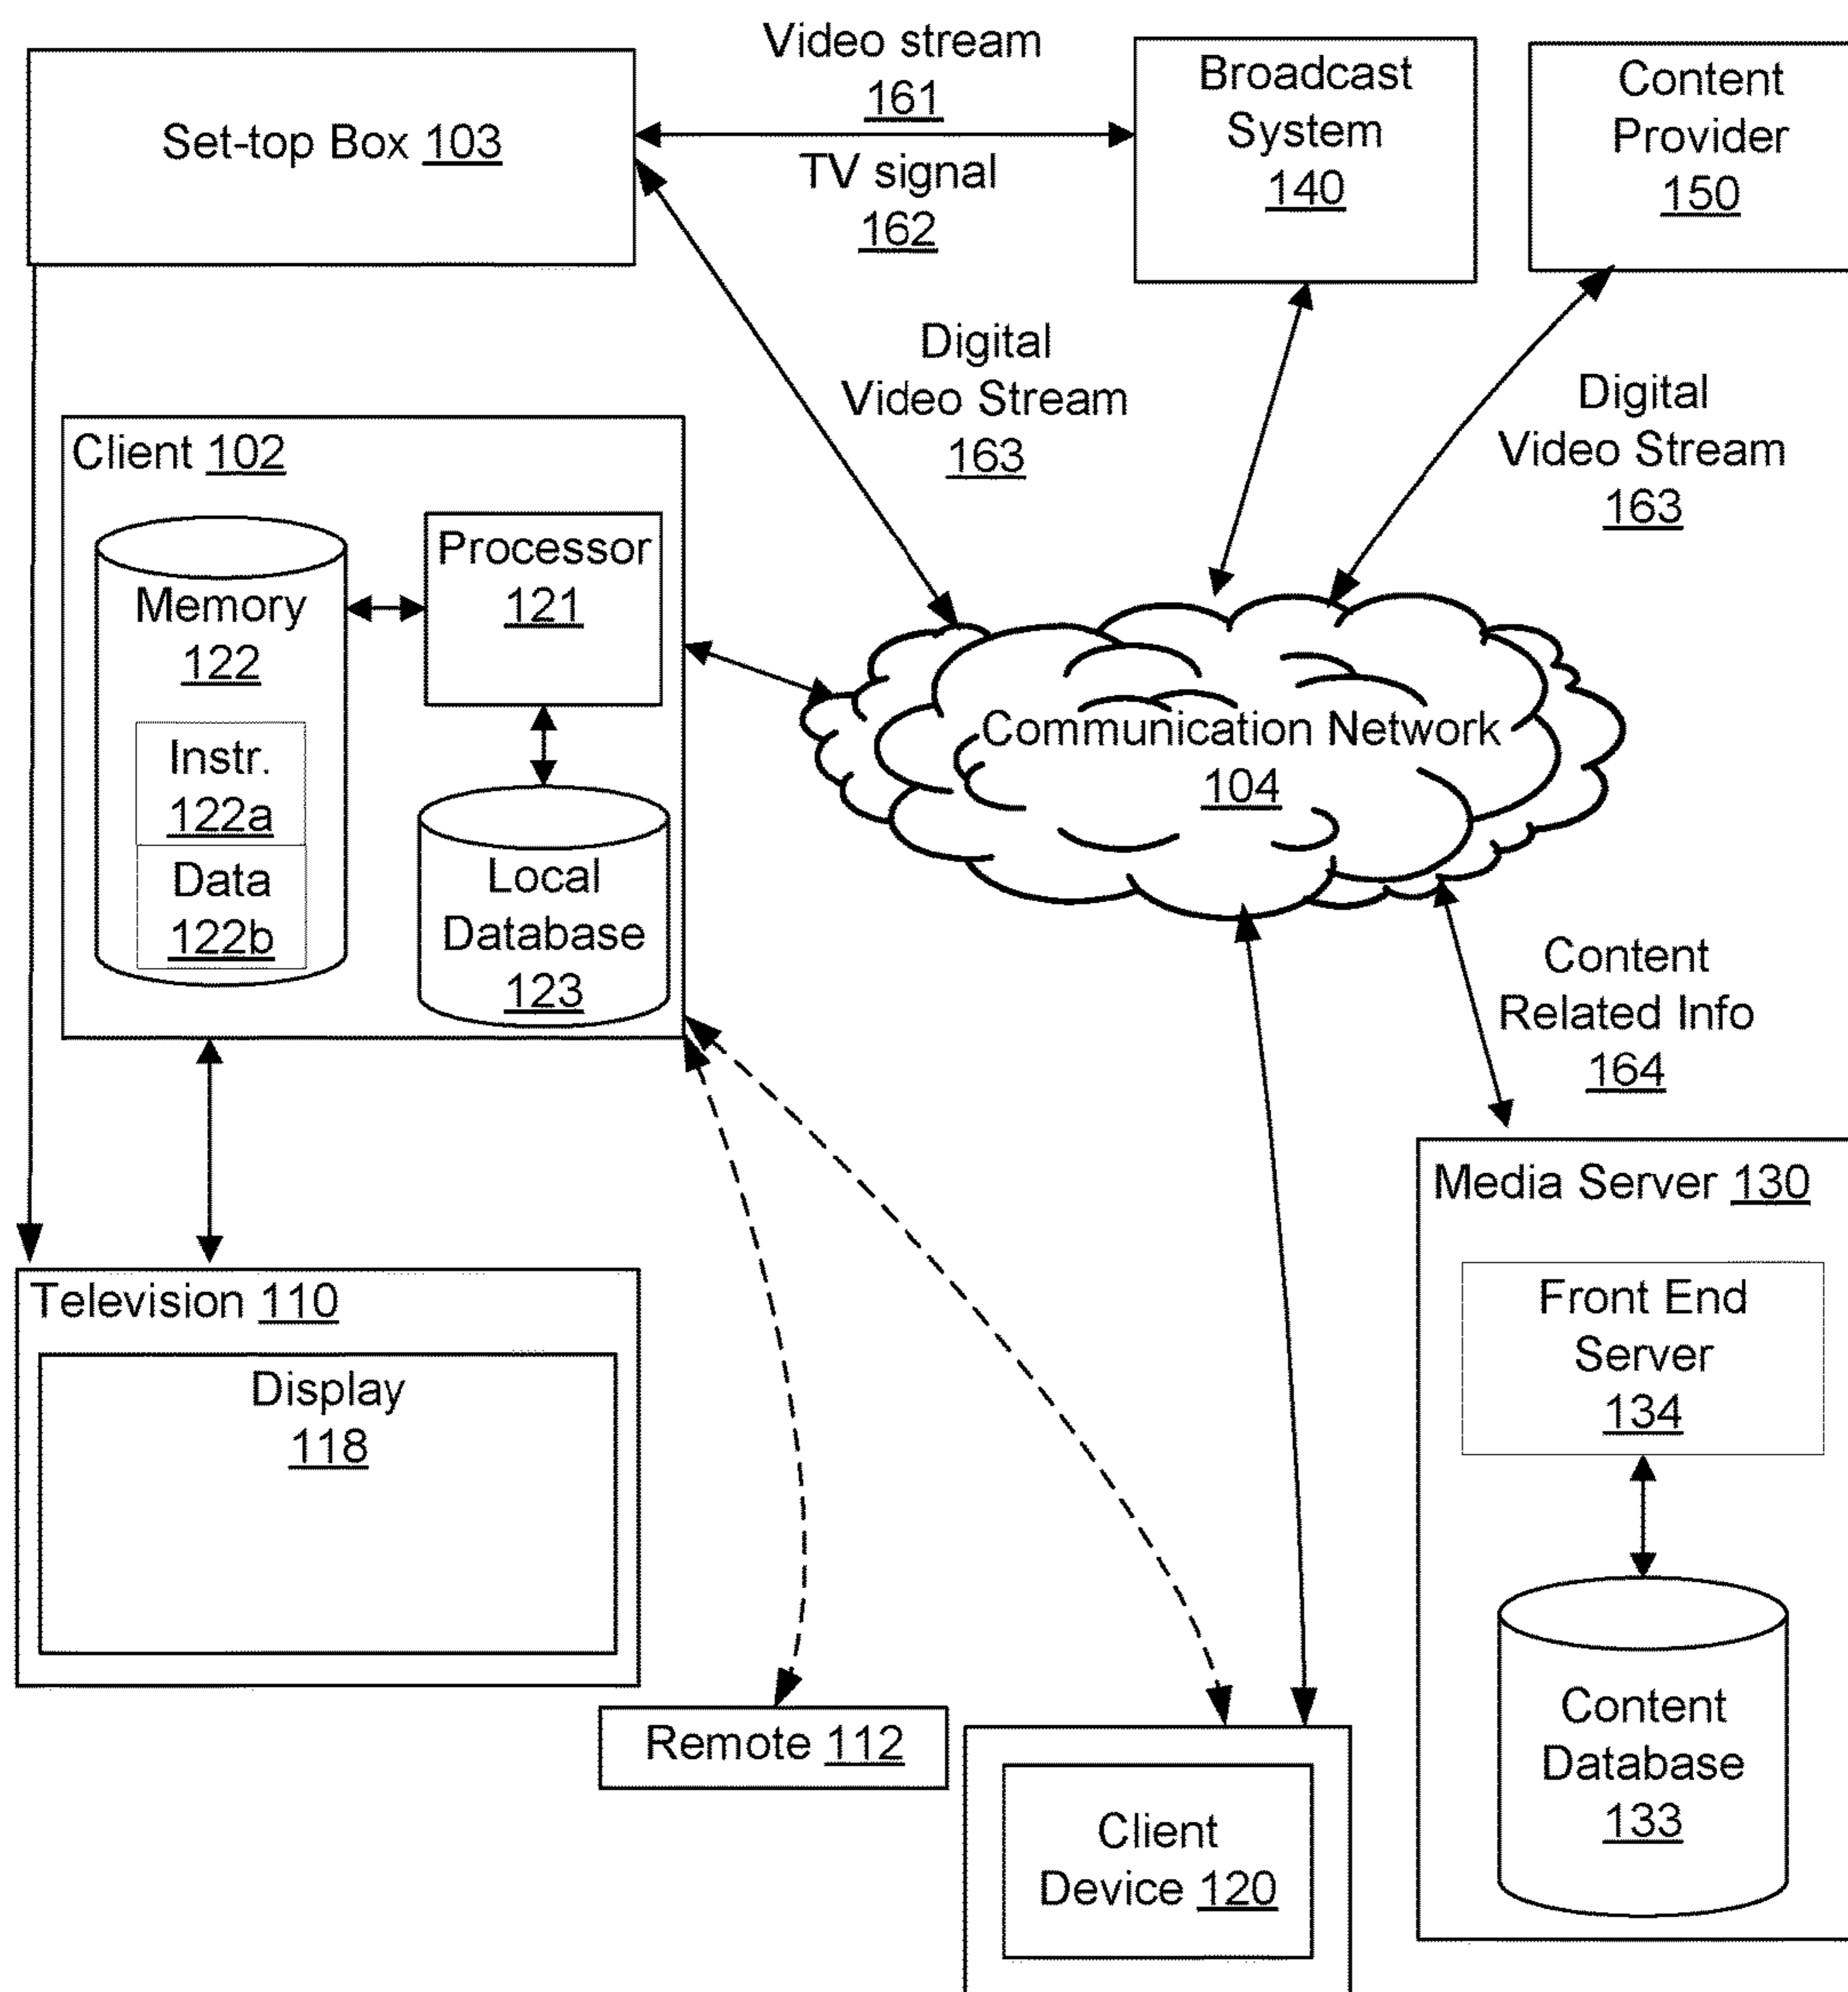 Set-top Box 103
Video stream
161
TV signal
162
Broadcast
System
140
Content
Provider
150
Digital
Video Stream
163
Digital
Video Stream
163
Client 102
Memory
122
Instr.
122a
Data
122b
Processor
121
Local
Database
123
Communication Network
104
Content
Related Info
164
Television 110
Display
118
Remote 112
Client
Device 120
Media Server 130
Front End
Server
134
Content
Database
133